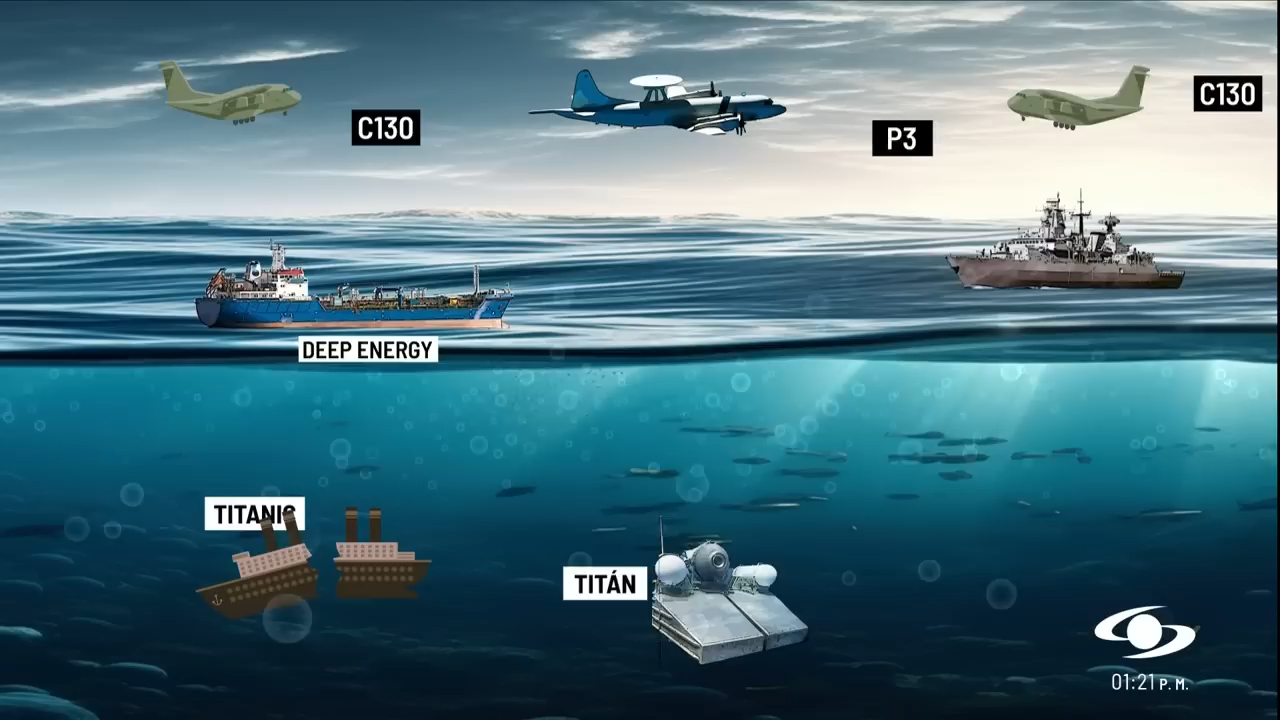 C130
C130
P3
DEEP ENERGY
TITANIC
TITÁN
01:21 P. M.